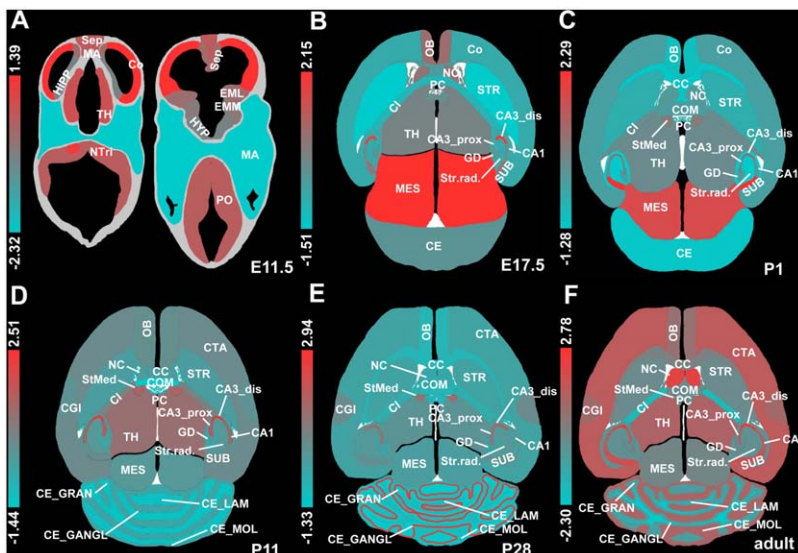 A
1.39
-2.32
Sep
MA
Co
HIPP
TH
NTri
Sep
EML
EMM
HYP
MA
PO
E11.5
B
2.15
-1.51
OB
Co
NC
PC
STR
CI
TH
CA3_dis
CA3_prox
GD
CA1
Str.rad.
SUB
MES
CE
E17.5
C
2.29
-1.28
OB
Co
CC
NC
STR
COM
CI
PC
StMed
CA3_dis
CA3_prox
TH
GD
CA1
Str.rad.
SUB
MES
CE
P1
D
2.51
-1.44
OB
CTA
NC
CC
STR
StMed
COM
CI
PC
CA3_dis
CGI
CA3_prox
TH
GD
CA1
Str.rad.
SUB
MES
CE_GRAN
CE_LAM
CE_GANGL
CE_MOL
P11
E
2.94
-1.33
OB
CTA
NC
CC
STR
StMed
COM
CI
PC
CA3_dis
CGI
CA3_prox
TH
GD
CA1
Str.rad.
SUB
MES
CE_GRAN
CE_LAM
CE_GANGL
CE_MOL
P28
F
2.78
-2.30
OB
CTA
NC
CC
STR
StMed
COM
CI
PC
CA3_dis
CGI
CA3_prox
TH
GD
CA1
Str.rad.
SUB
MES
CE_GRAN
CE_LAM
CE_GANGL
CE_MOL
adult